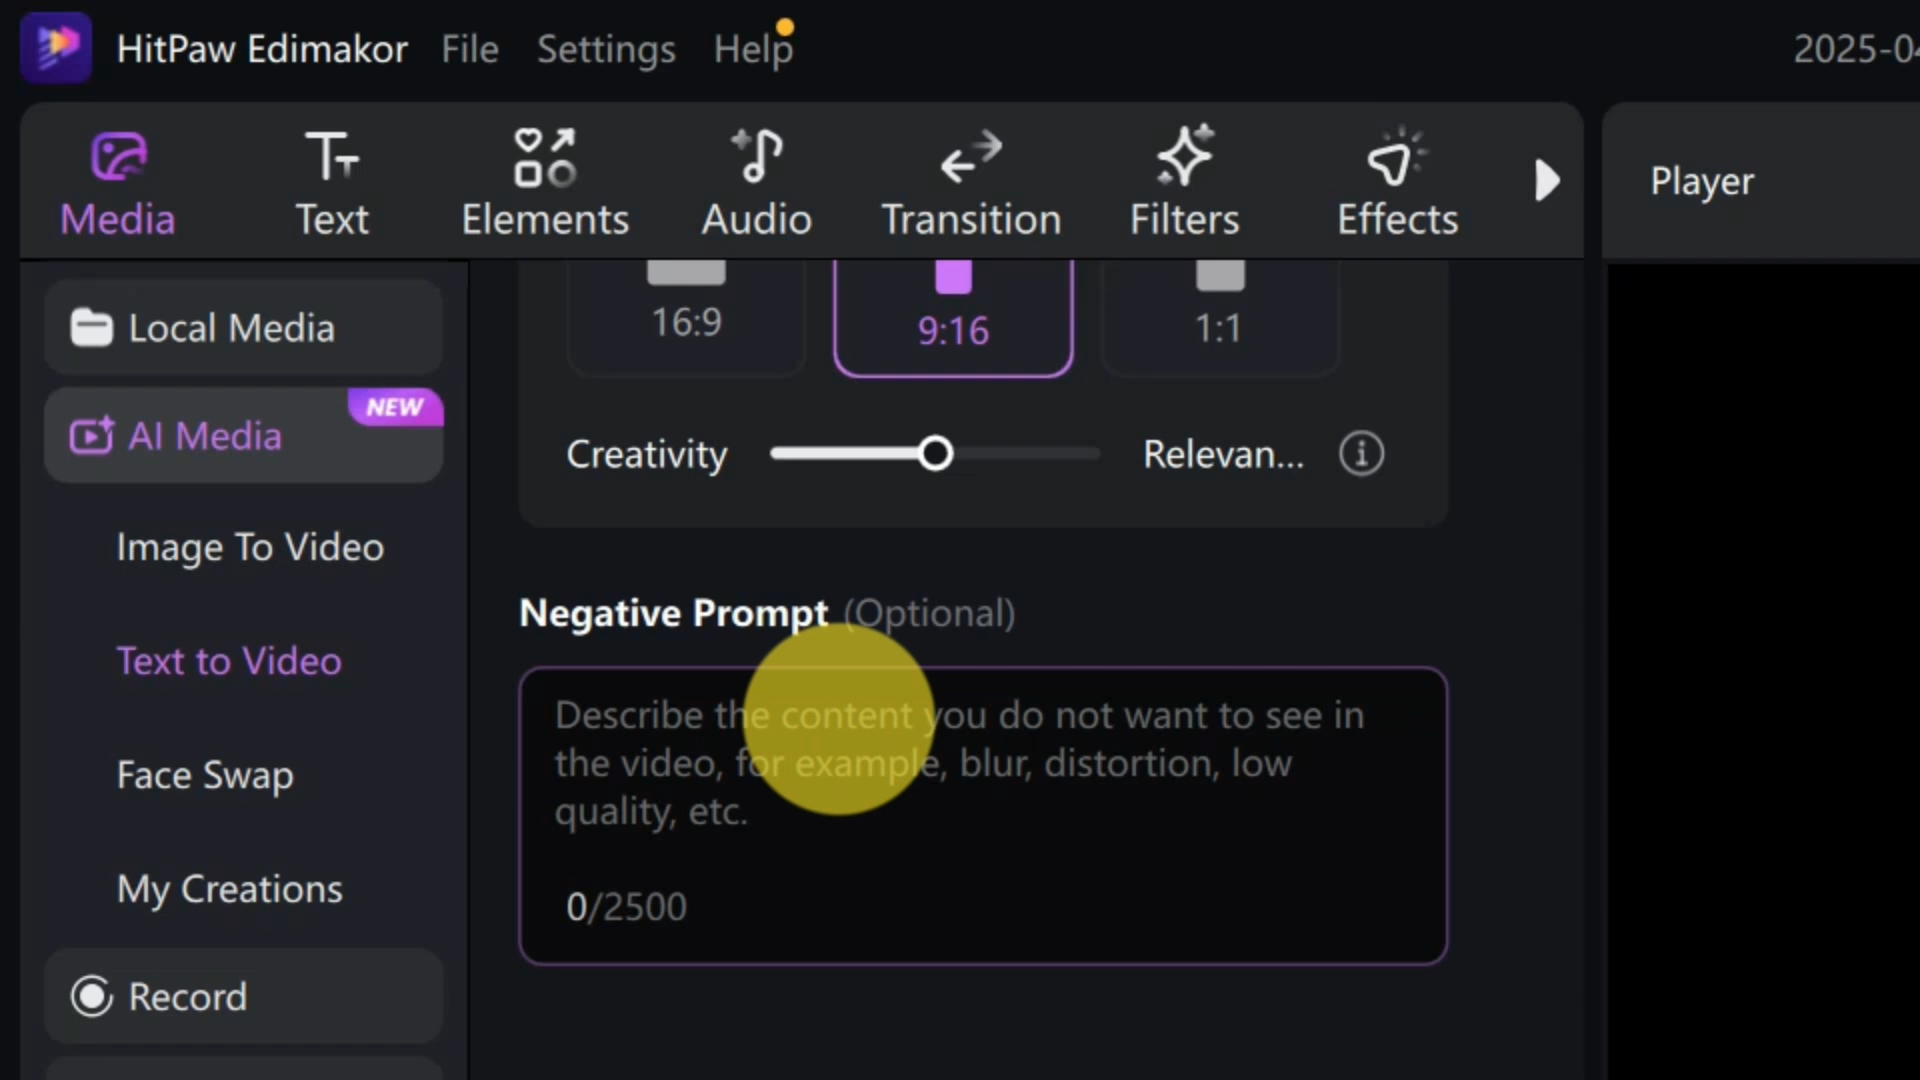 HitPaw Edimakor File Settings Help
2025-04
Media Text Elements Audio Transition Filters Effects
Player
Local Media
AI Media NEW
Image To Video
Text to Video
Face Swap
My Creations
Record
16:9 9:16 1:1
Creativity Relevan...
Negative Prompt (Optional)
Describe the content you do not want to see in
the video, for example, blur, distortion, low
quality, etc.
0/2500